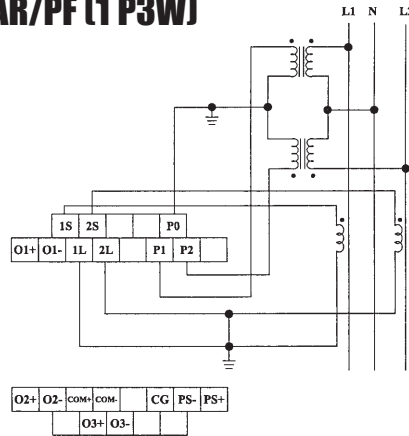 AR/PF (1 P3W)
L1 N
1S 2S P0
O1+ O1- 1L 2L P1 P2
O2+ O2- COM+ COM- CG PS- PS+
O3+ O3-